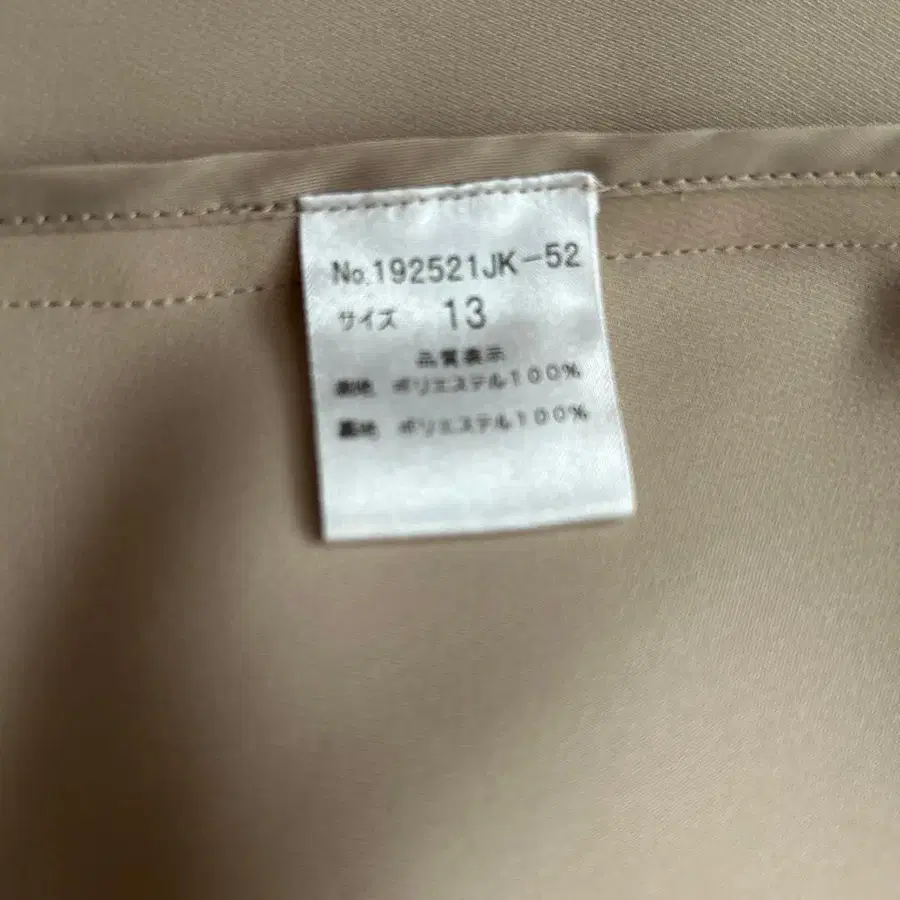 No.192521JK-52
サイズ 13
品質表示
表地 ポリエステル100%
裏地 ポリエステル100%